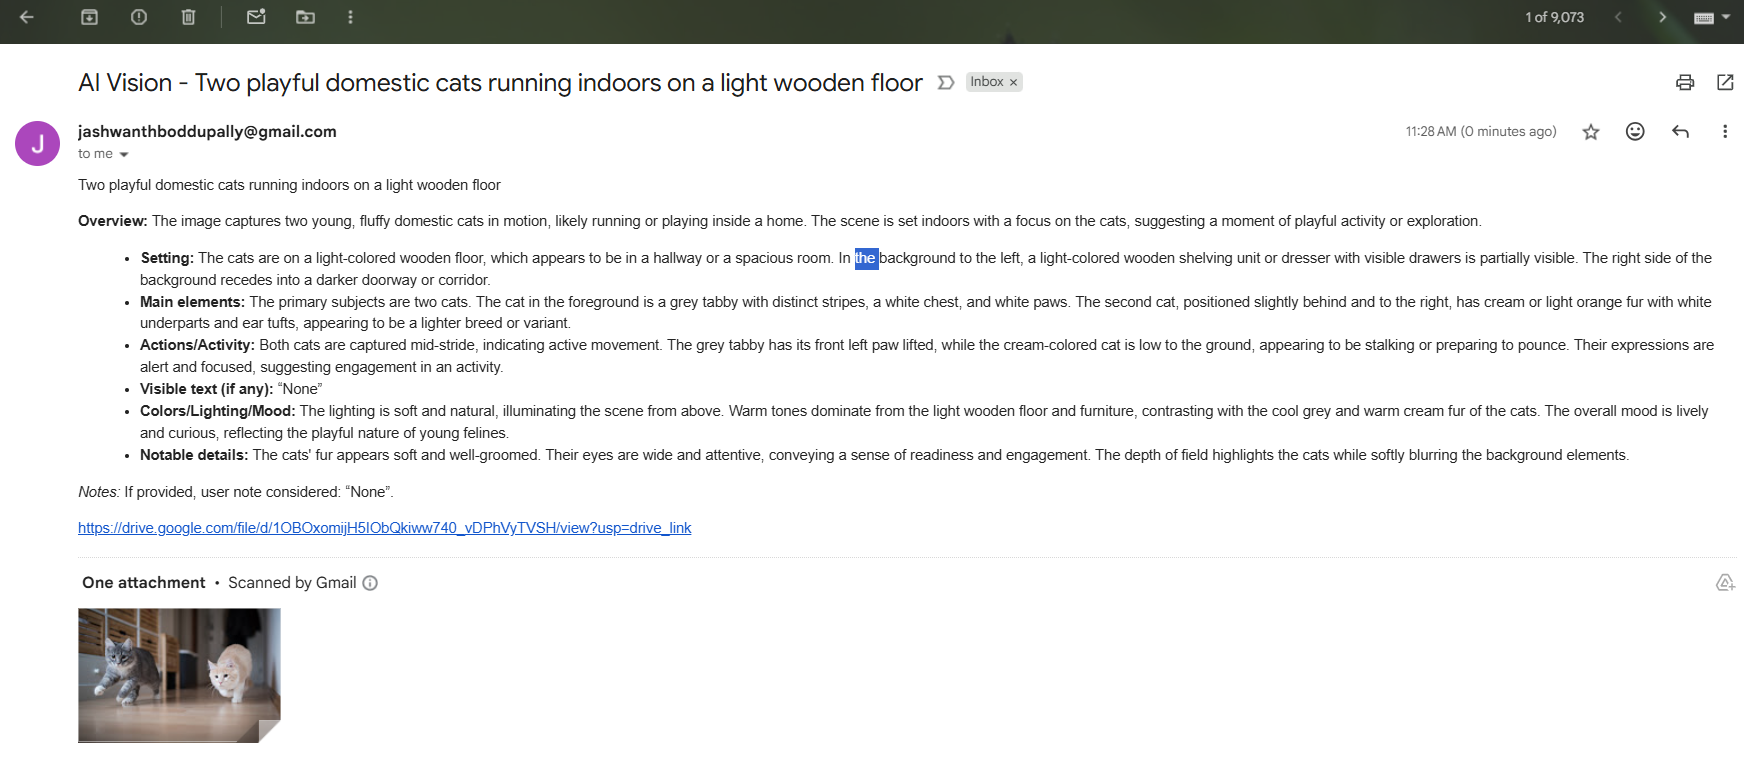 1 of 9,073
AI Vision - Two playful domestic cats running indoors on a light wooden floor
Inbox ×
J
jashwanthboddupally@gmail.com
11:28 AM (0 minutes ago)
to me
Two playful domestic cats running indoors on a light wooden floor
Overview: The image captures two young, fluffy domestic cats in motion, likely running or playing inside a home. The scene is set indoors with a focus on the cats, suggesting a moment of playful activity or exploration.
• Setting: The cats are on a light-colored wooden floor, which appears to be in a hallway or a spacious room. In the background to the left, a light-colored wooden shelving unit or dresser with visible drawers is partially visible. The right side of the
background recedes into a darker doorway or corridor.
• Main elements: The primary subjects are two cats. The cat in the foreground is a grey tabby with distinct stripes, a white chest, and white paws. The second cat, positioned slightly behind and to the right, has cream or light orange fur with white
underparts and ear tufts, appearing to be a lighter breed or variant.
• Actions/Activity: Both cats are captured mid-stride, indicating active movement. The grey tabby has its front left paw lifted, while the cream-colored cat is low to the ground, appearing to be stalking or preparing to pounce. Their expressions are
alert and focused, suggesting engagement in an activity.
• Visible text (if any): “None”
• Colors/Lighting/Mood: The lighting is soft and natural, illuminating the scene from above. Warm tones dominate from the light wooden floor and furniture, contrasting with the cool grey and warm cream fur of the cats. The overall mood is lively
and curious, reflecting the playful nature of young felines.
• Notable details: The cats' fur appears soft and well-groomed. Their eyes are wide and attentive, conveying a sense of readiness and engagement. The depth of field highlights the cats while softly blurring the background elements.
Notes: If provided, user note considered: “None”.
https://drive.google.com/file/d/1OBOxomijH5IObQkiww740_vDPhVyTVSH/view?usp=drive_link
One attachment • Scanned by Gmail